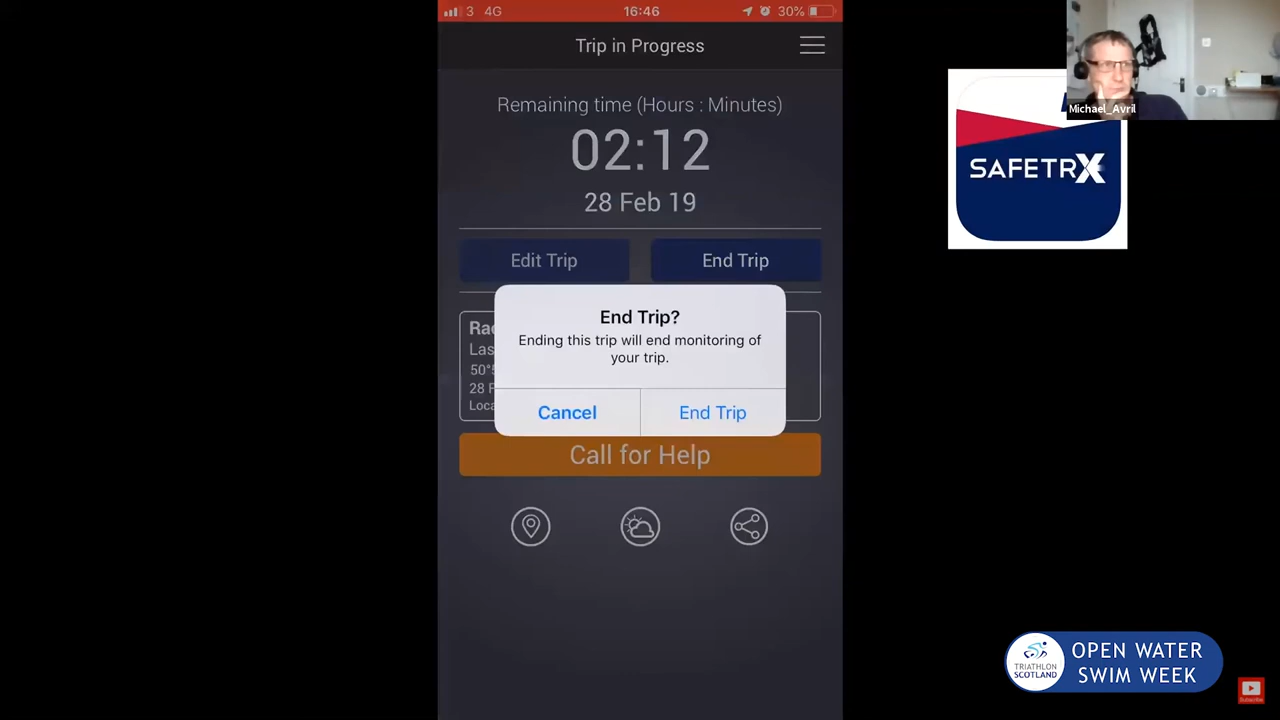 3 4G 16:46 30%
Trip in Progress
Michael_Avril
Remaining time (Hours : Minutes)
02:12
28 Feb 19
SAFETRX
Edit Trip End Trip
End Trip?
Ending this trip will end monitoring of
your trip.
Cancel End Trip
Call for Help
TRIATHLON
SCOTLAND
OPEN WATER
SWIM WEEK
Subscribe